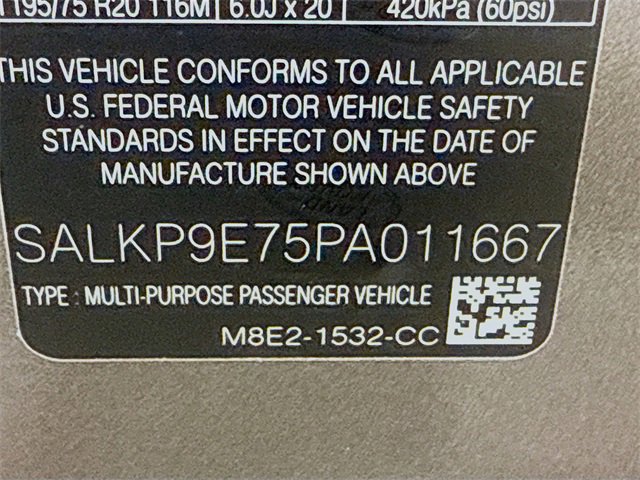 T195/75 R20 116M 6.0J x 20 420kPa (60psi)
THIS VEHICLE CONFORMS TO ALL APPLICABLE
U.S. FEDERAL MOTOR VEHICLE SAFETY
STANDARDS IN EFFECT ON THE DATE OF
MANUFACTURE SHOWN ABOVE
SALKP9E75PA011667
TYPE : MULTI-PURPOSE PASSENGER VEHICLE
M8E2-1532-CC